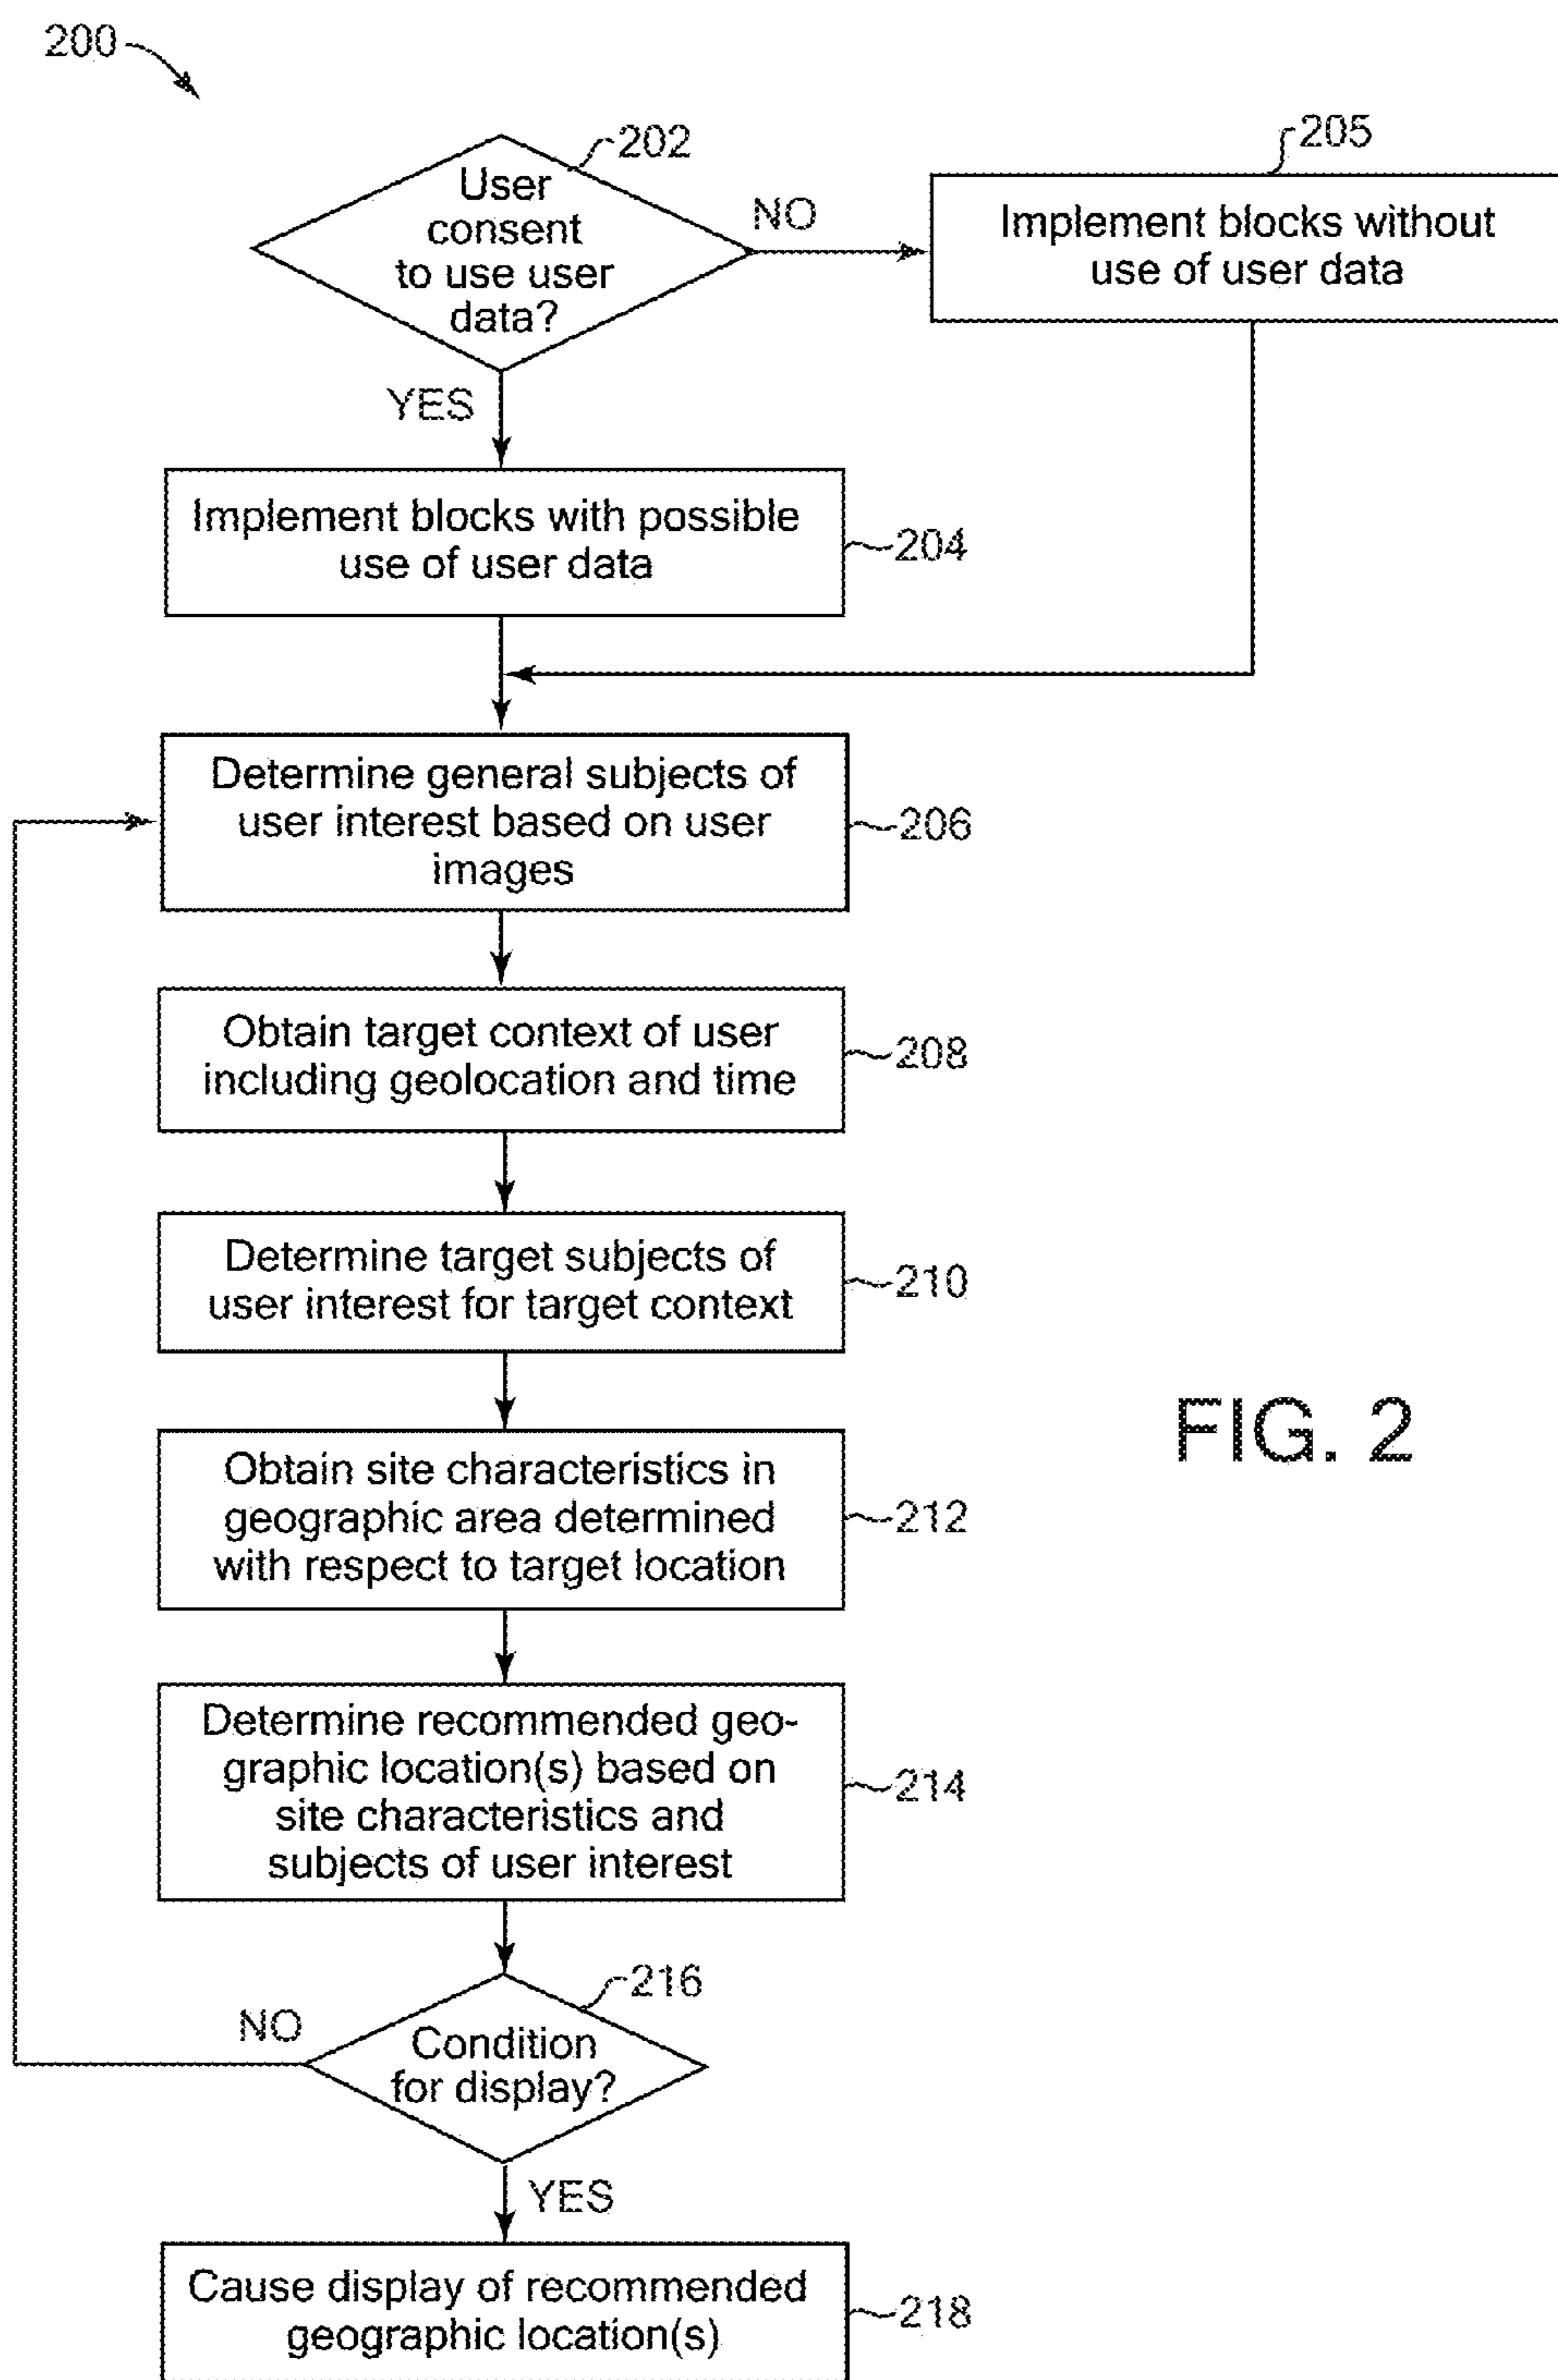 200
202
User
consent
to use user
data?
NO
205
Implement blocks without
use of user data
YES
Implement blocks with possible
use of user data
204
Determine general subjects of
user interest based on user
images
206
Obtain target context of user
including geolocation and time
208
Determine target subjects of
user interest for target context
210
FIG. 2
Obtain site characteristics in
geographic area determined
with respect to target location
212
Determine recommended geo-
graphic location(s) based on
site characteristics and
subjects of user interest
214
216
NO
Condition
for display?
YES
Cause display of recommended
geographic location(s)
218